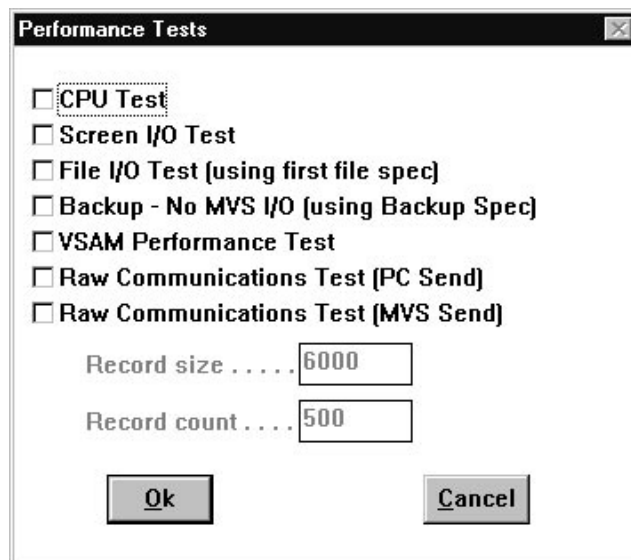 Performance Tests
CPU Test
Screen I/O Test
File I/O Test (using first file spec)
Backup - No MVS I/O (using Backup Spec)
VSAM Performance Test
Raw Communications Test (PC Send)
Raw Communications Test (MVS Send)
Record size . . . . . 6000
Record count . . . . 500
Ok Cancel